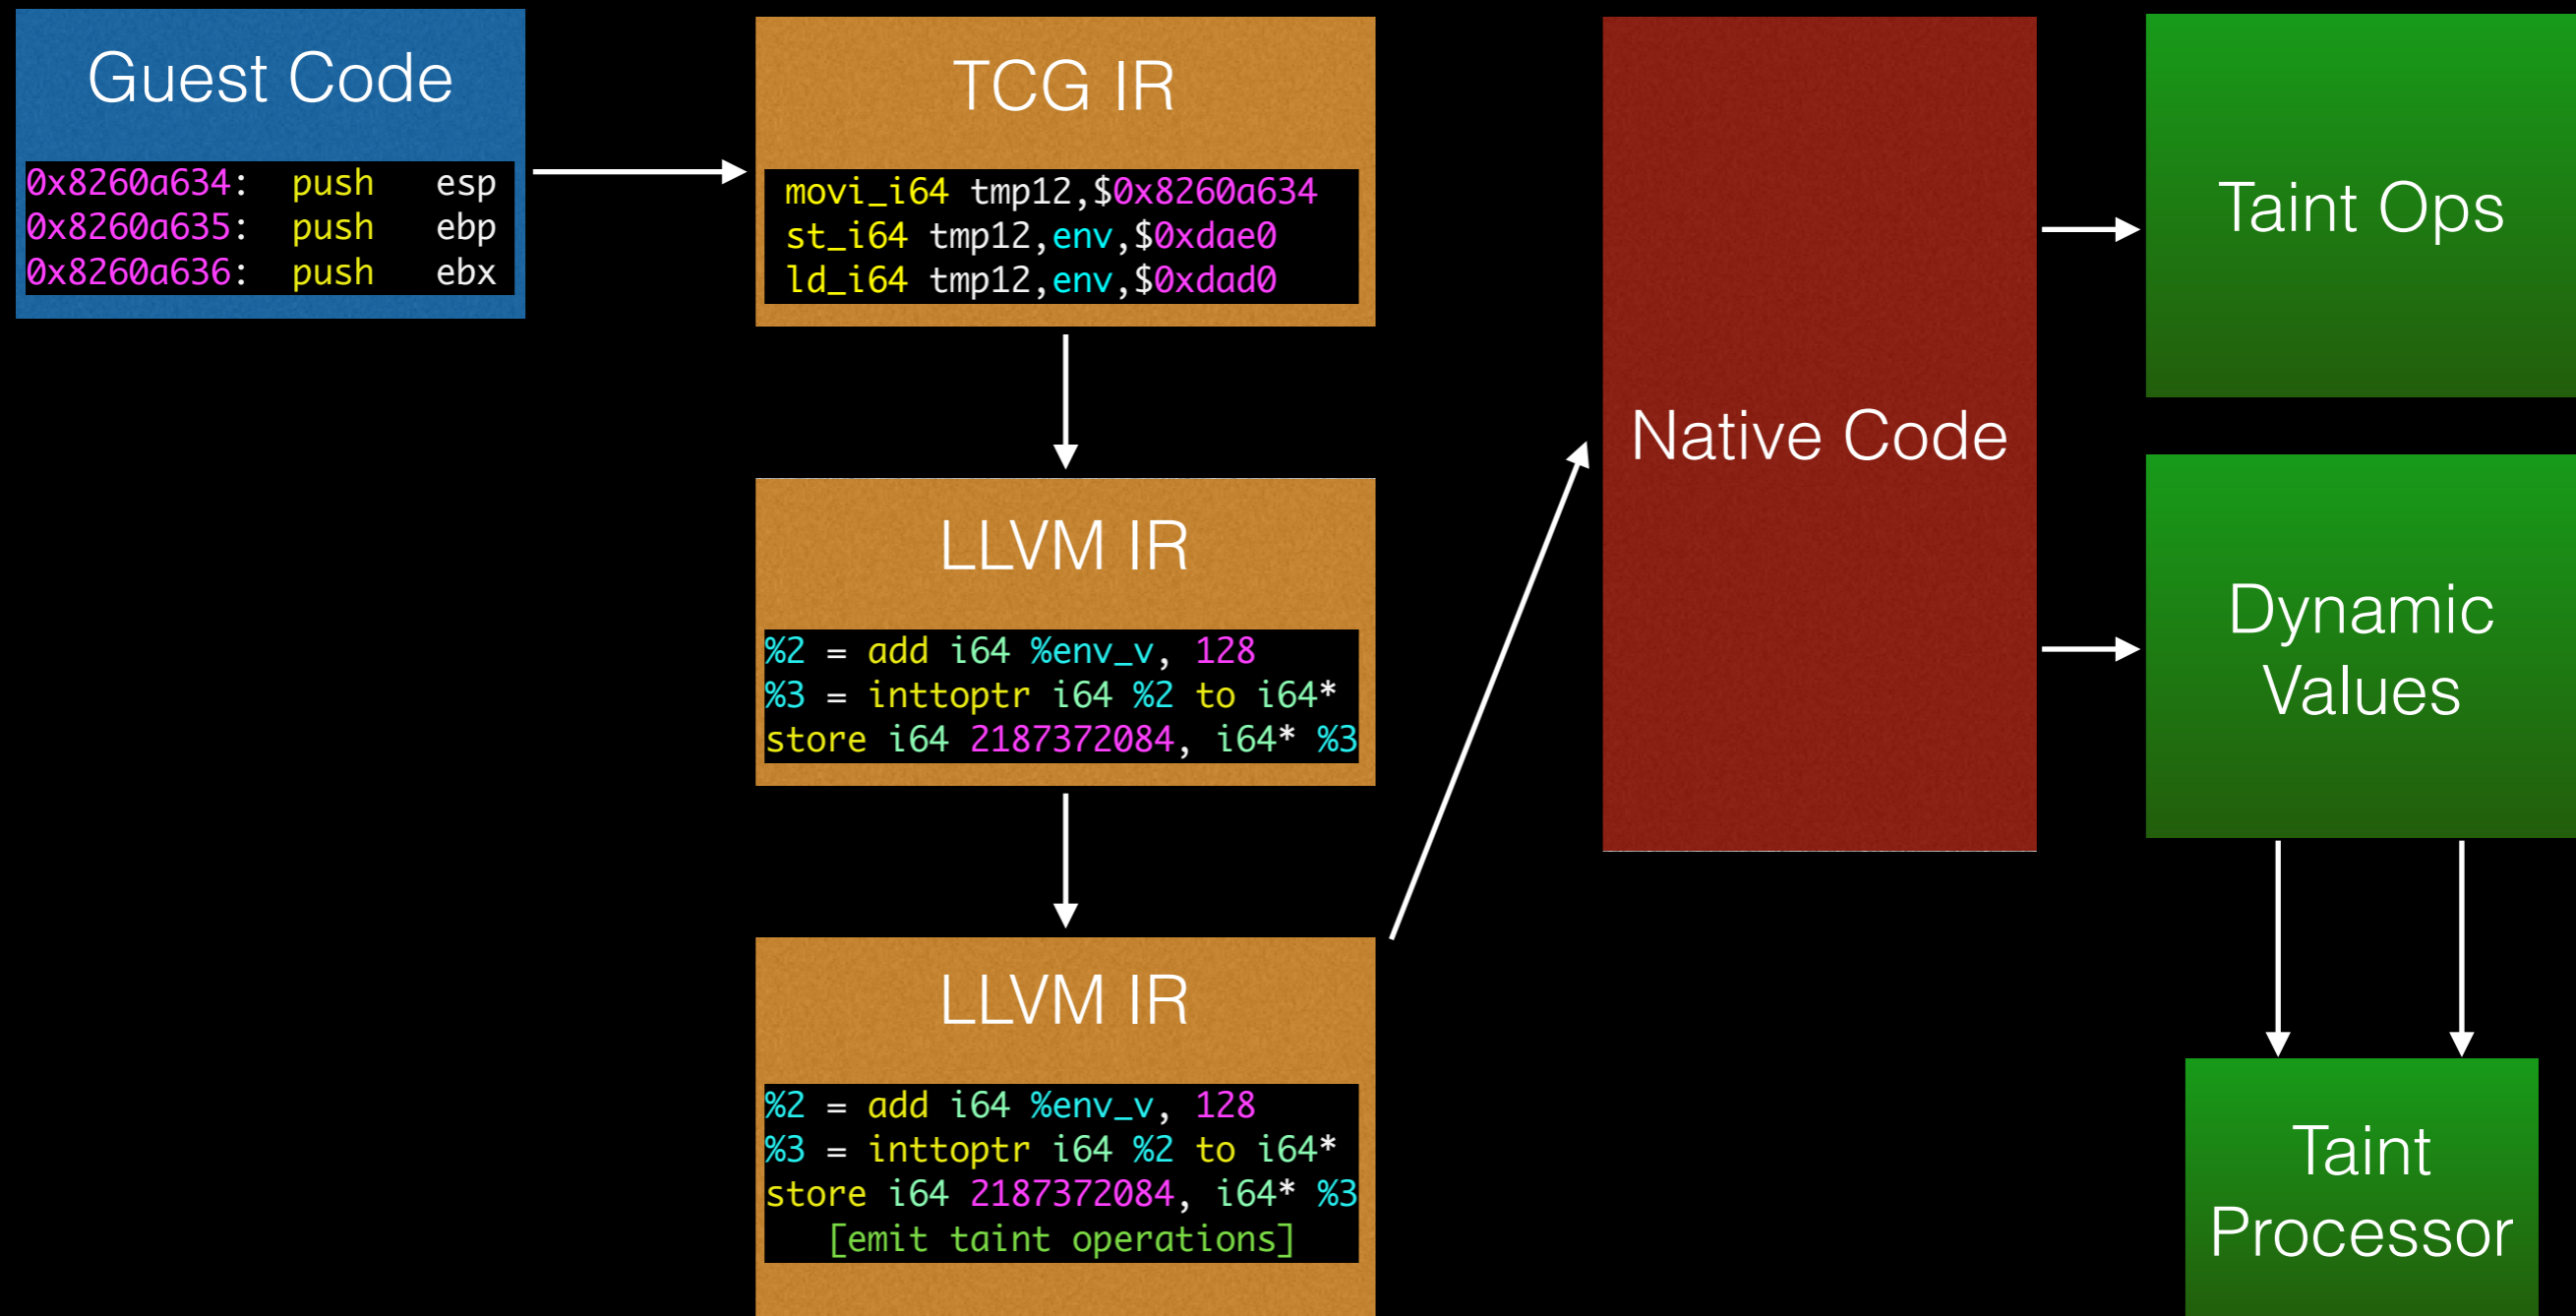 Guest Code
0x8260a634: push esp
0x8260a635: push ebp
0x8260a636: push ebx
TCG IR
movi_i64 tmp12,$0x8260a634
st_i64 tmp12,env,$0xdae0
ld_i64 tmp12,env,$0xdad0
LLVM IR
%2 = add i64 %env_v, 128
%3 = inttoptr i64 %2 to i64*
store i64 2187372084, i64* %3
LLVM IR
%2 = add i64 %env_v, 128
%3 = inttoptr i64 %2 to i64*
store i64 2187372084, i64* %3
[emit taint operations]
Native Code
Taint Ops
Dynamic
Values
Taint
Processor